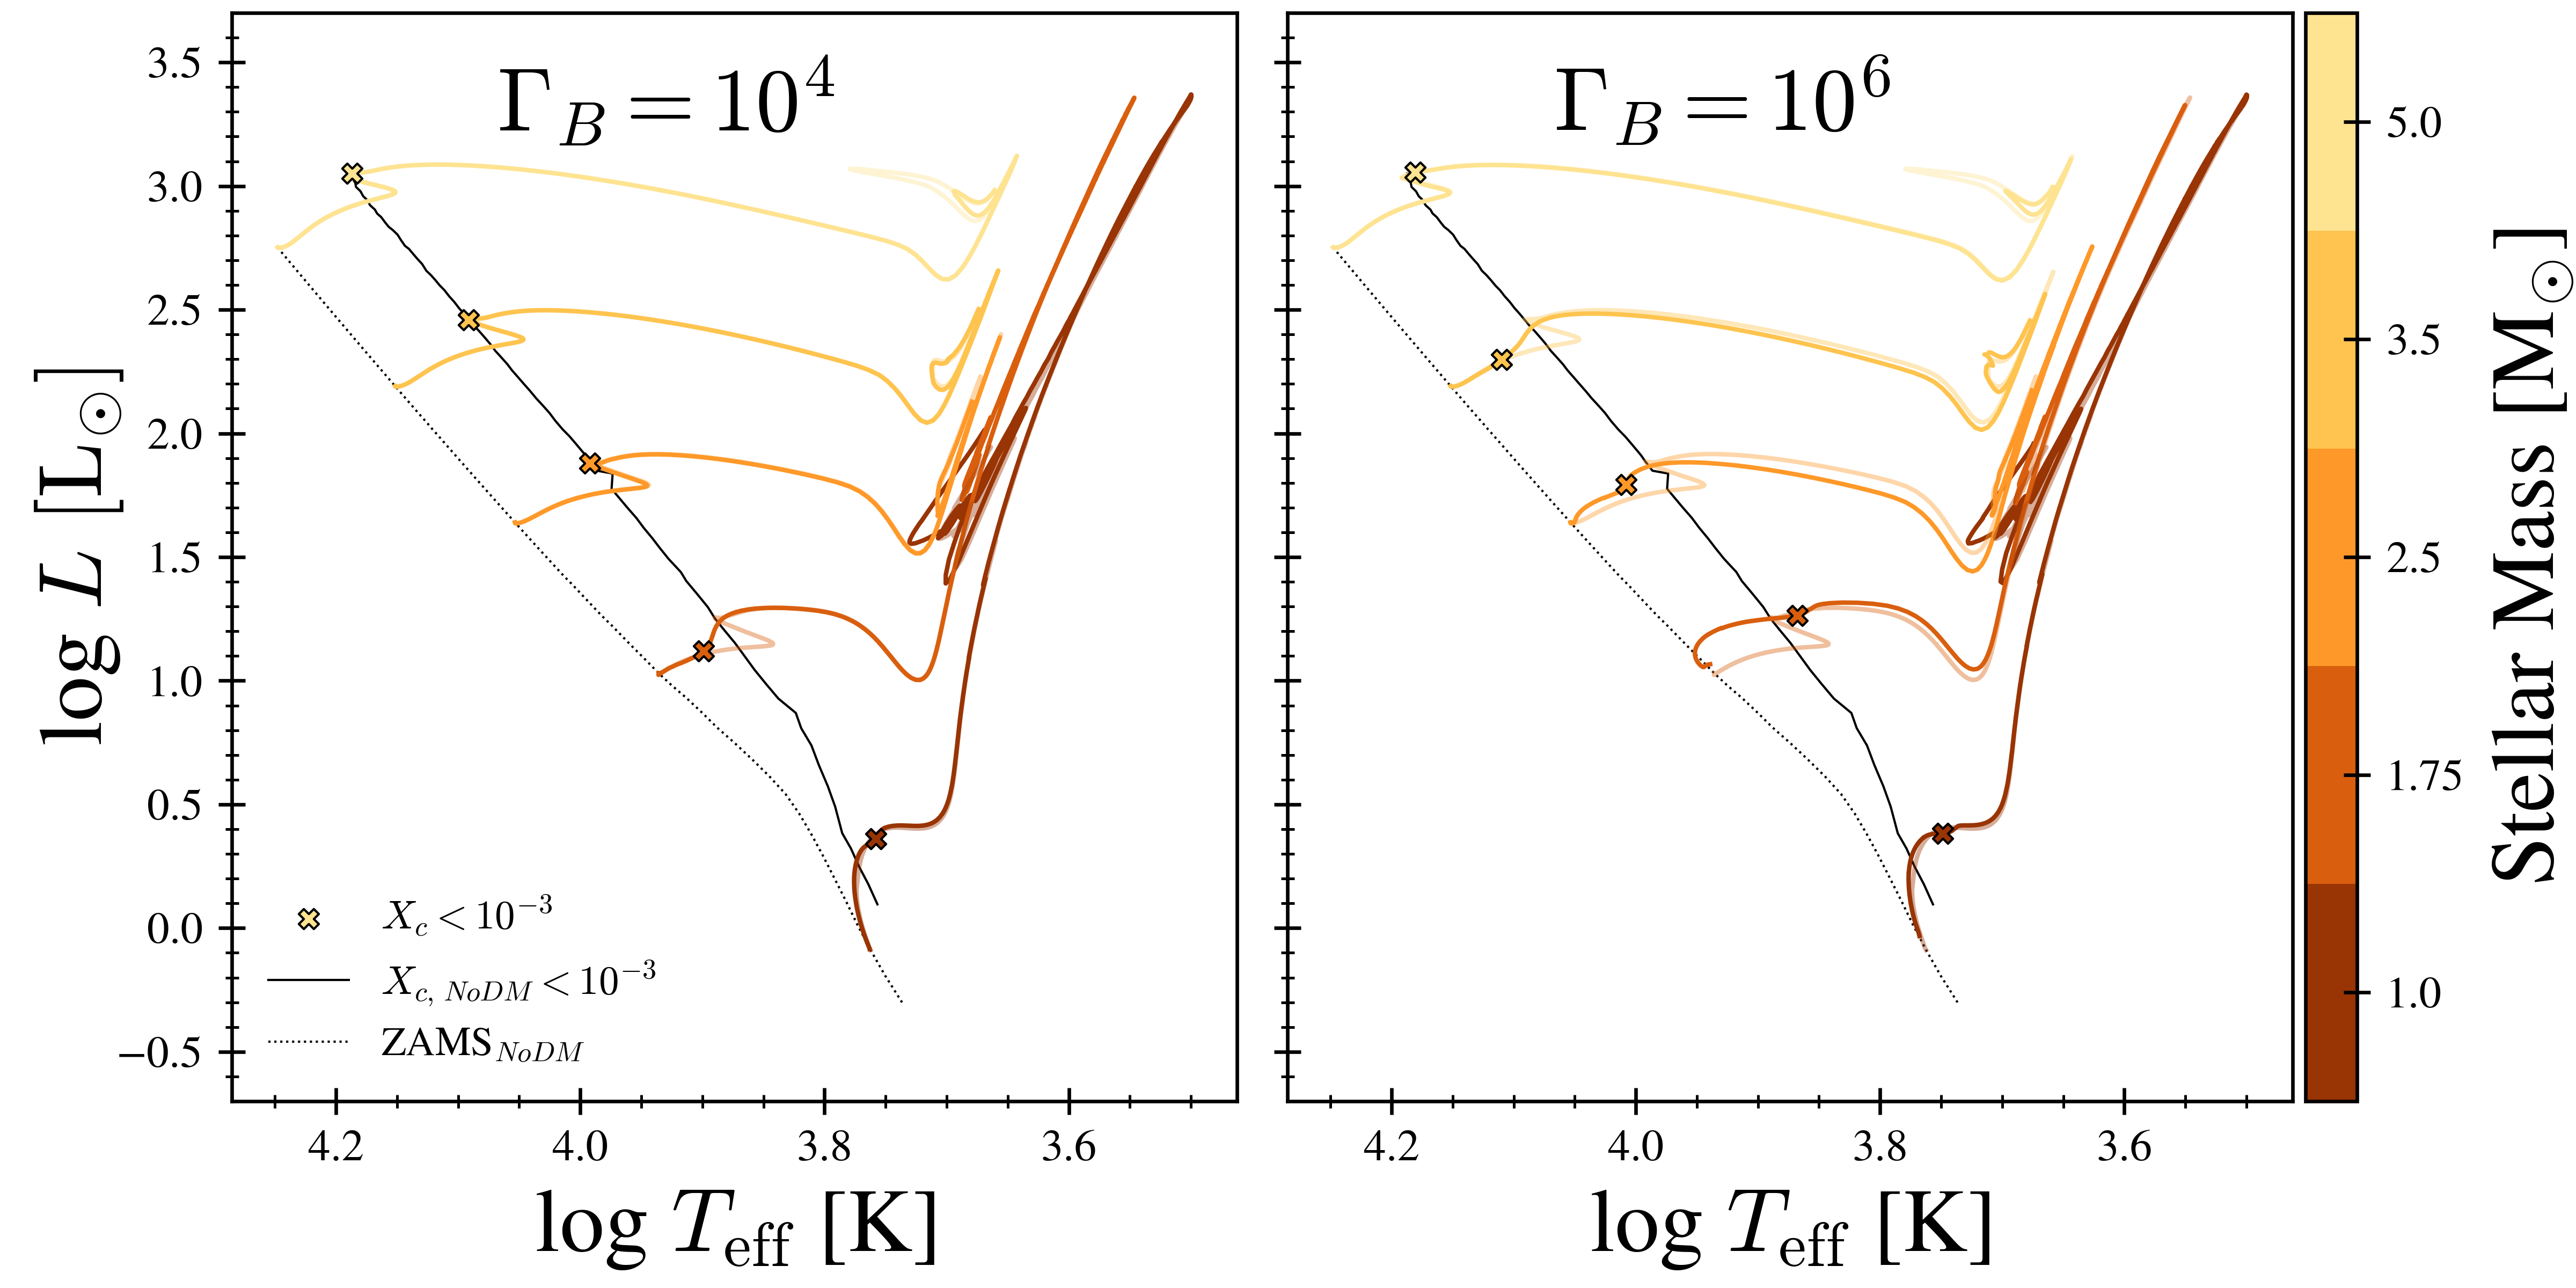 Γ_B = 10^4
Γ_B = 10^6
log L [L☉]
3.5
3.0
2.5
2.0
1.5
1.0
0.5
0.0
−0.5
X_c < 10^−3
X_c, NoDM < 10^−3
ZAMS_NoDM
4.2 4.0 3.8 3.6
4.2 4.0 3.8 3.6
log T_eff [K]
log T_eff [K]
5.0
3.5
2.5
1.75
1.0
Stellar Mass [M☉]